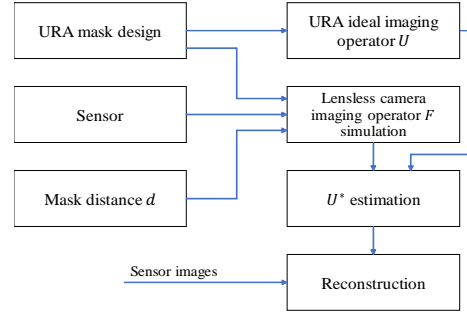 URA mask design
URA ideal imaging
operator U
Sensor
Lensless camera
imaging operator F
simulation
Mask distance d
U* estimation
Sensor images
Reconstruction